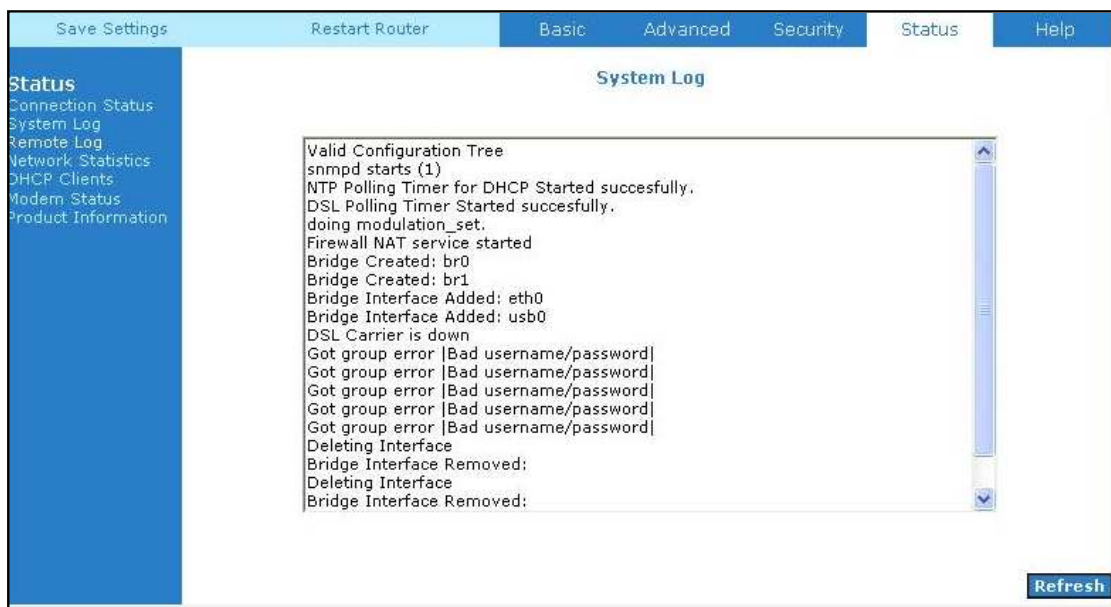 Save Settings
Restart Router
Basic
Advanced
Security
Status
Help
Status
Connection Status
System Log
Remote Log
Network Statistics
DHCP Clients
Modem Status
Product Information
System Log
Valid Configuration Tree
snmpd starts (1)
NTP Polling Timer for DHCP Started succesfully.
DSL Polling Timer Started succesfully.
doing modulation_set.
Firewall NAT service started
Bridge Created: br0
Bridge Created: br1
Bridge Interface Added: eth0
Bridge Interface Added: usb0
DSL Carrier is down
Got group error |Bad username/password|
Got group error |Bad username/password|
Got group error |Bad username/password|
Got group error |Bad username/password|
Got group error |Bad username/password|
Deleting Interface
Bridge Interface Removed:
Deleting Interface
Bridge Interface Removed:
Refresh